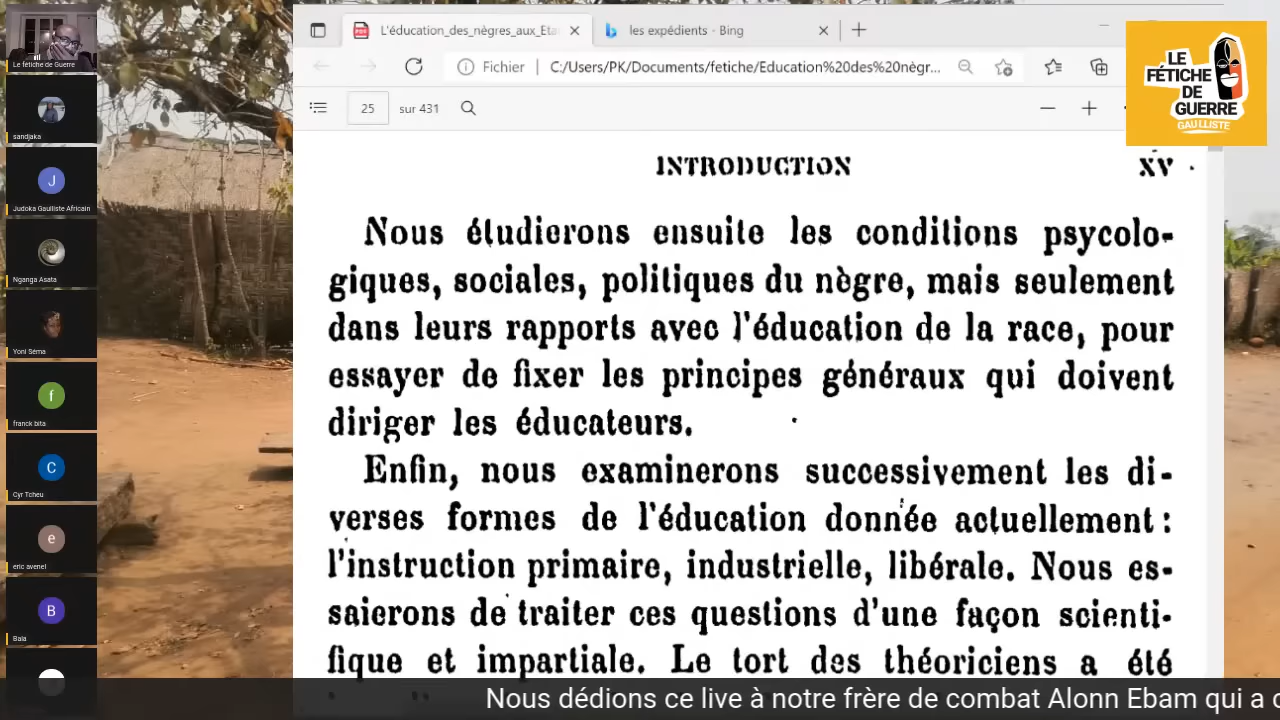 Le fétiche de Guerre
sandjaka
J
Judoka Gaulliste Africain
Nganga Asata
Yoni Séma
f
franck bita
C
Cyr Tcheu
e
eric avenel
B
Bala
L'éducation_des_nègres_aux_Eta
les expédients - Bing
Fichier
C:/Users/PK/Documents/fetiche/Education%20des%20nègr...
25
sur 431
LE
FÉTICHE
DE
GUERRE
GAULLISTE
INTRODUCTION XV
Nous étudierons ensuite les conditions psycolo-
giques, sociales, politiques du nègre, mais seulement
dans leurs rapports avec l'éducation de la race, pour
essayer de fixer les principes généraux qui doivent
diriger les éducateurs.
Enfin, nous examinerons successivement les di-
verses formes de l'éducation donnée actuellement :
l'instruction primaire, industrielle, libérale. Nous es-
saierons de traiter ces questions d'une façon scienti-
fique et impartiale. Le tort des théoriciens a été
Nous dédions ce live à notre frère de combat Alonn Ebam qui a